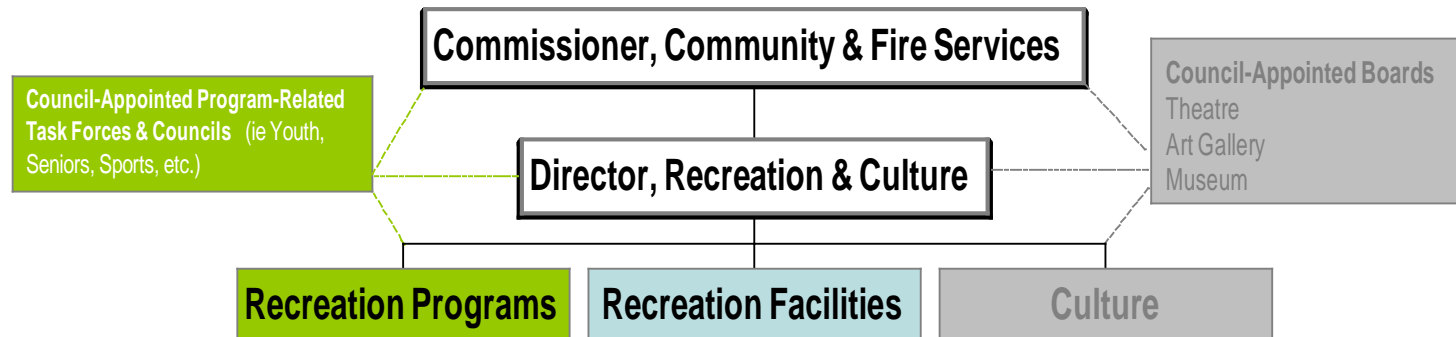 Commissioner, Community & Fire Services
Council-Appointed Program-Related
Task Forces & Councils (ie Youth,
Seniors, Sports, etc.)
Council-Appointed Boards
Theatre
Art Gallery
Museum
Director, Recreation & Culture
Recreation Programs
Recreation Facilities
Culture